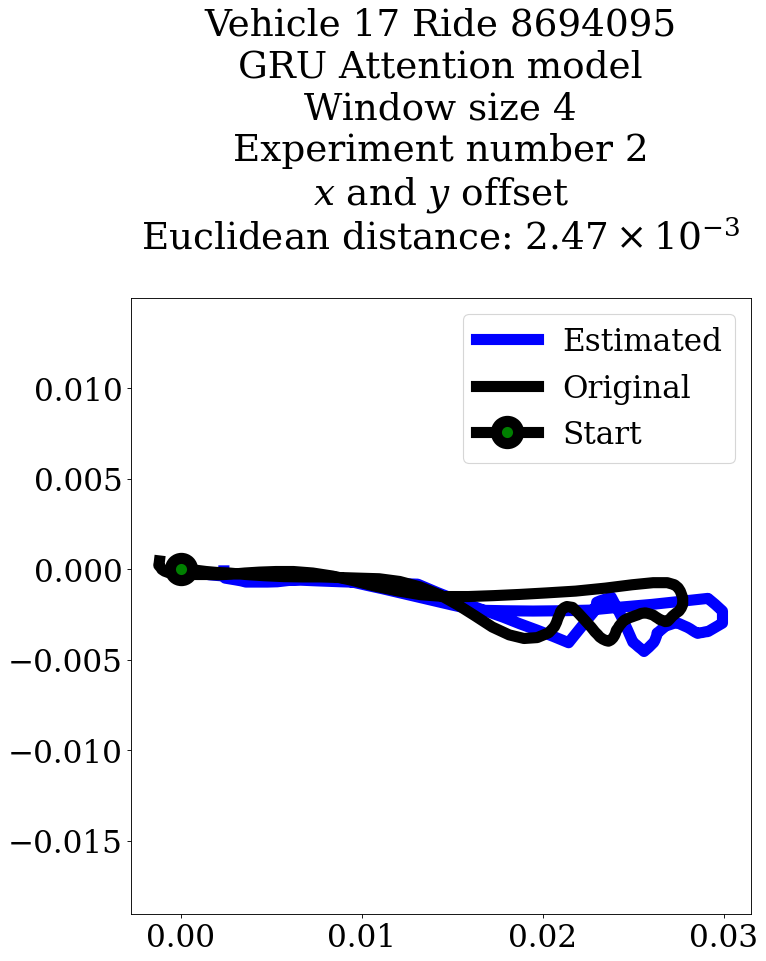 Vehicle 17 Ride 8694095
GRU Attention model
Window size 4
Experiment number 2
x and y offset
Euclidean distance: 2.47 × 10⁻³
Estimated
Original
Start
0.010
0.005
0.000
−0.005
−0.010
−0.015
0.00 0.01 0.02 0.03